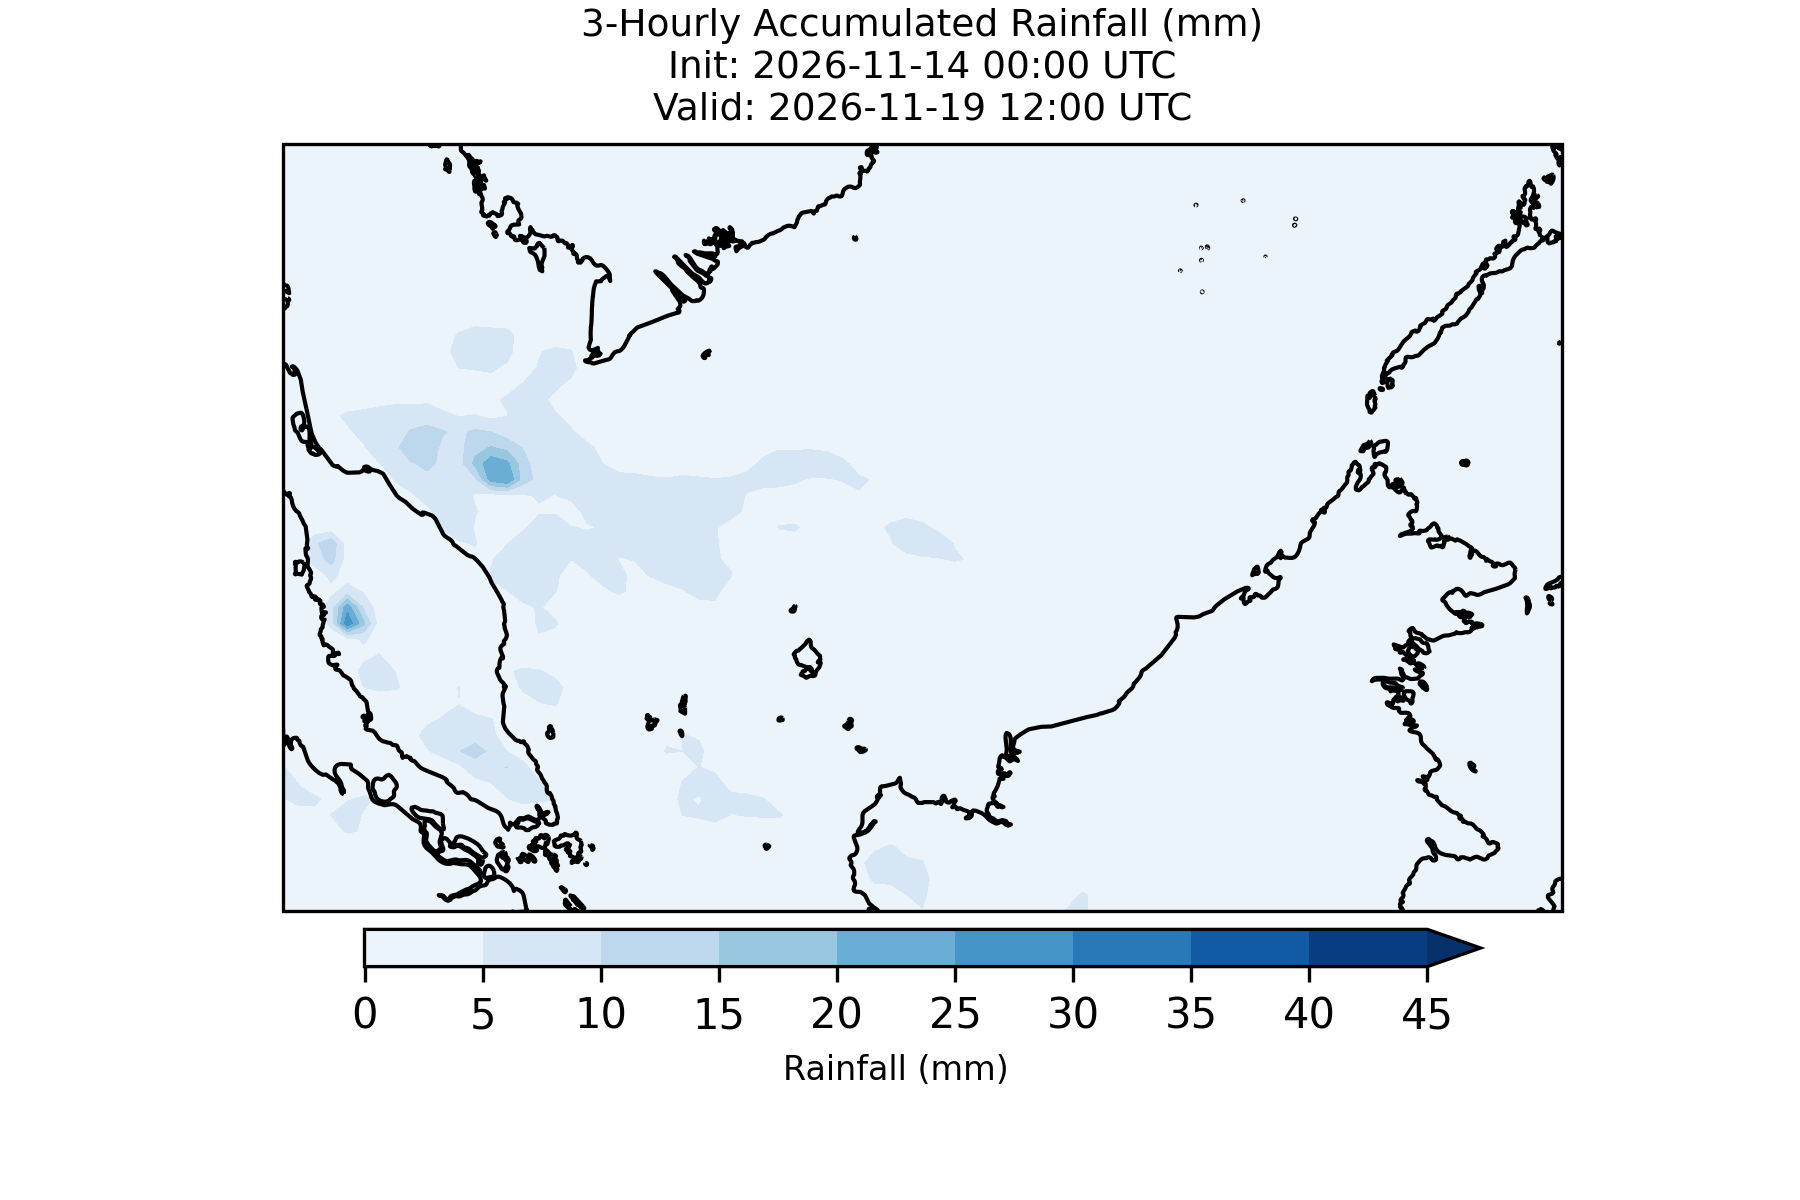 3-Hourly Accumulated Rainfall (mm)
Init: 2026-11-14 00:00 UTC
Valid: 2026-11-19 12:00 UTC
0 5 10 15 20 25 30 35 40 45
Rainfall (mm)